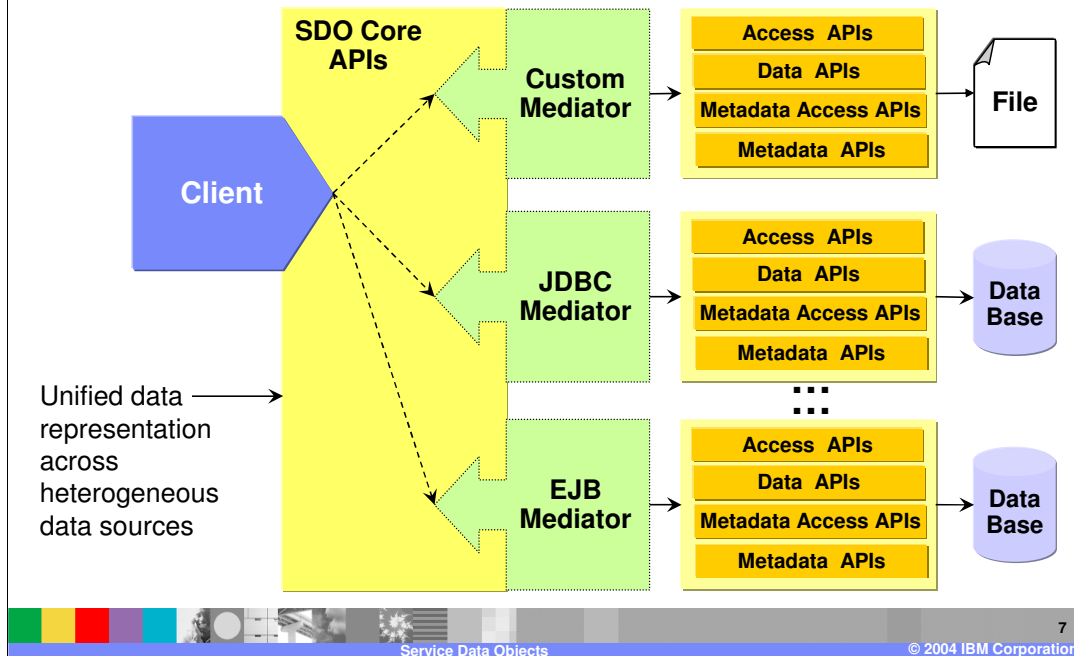 SDO Core
APIs
Client
Unified data
representation
across
heterogeneous
data sources
Custom
Mediator
Access APIs
Data APIs
Metadata Access APIs
Metadata APIs
File
JDBC
Mediator
Access APIs
Data APIs
Metadata Access APIs
Metadata APIs
Data
Base
EJB
Mediator
Access APIs
Data APIs
Metadata Access APIs
Metadata APIs
Data
Base
7
Service Data Objects
© 2004 IBM Corporation